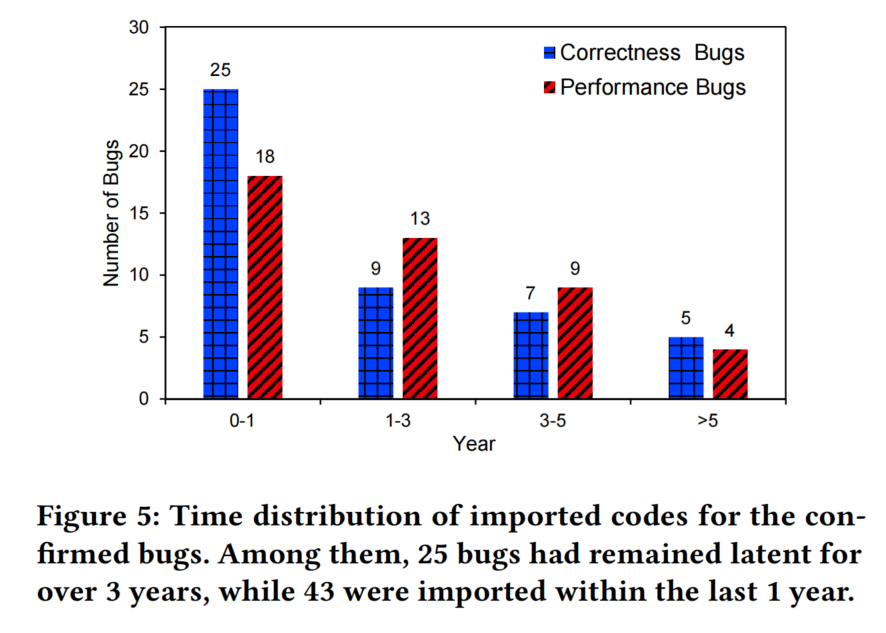 30
25
20
15
10
5
0
Number of Bugs
Correctness Bugs
Performance Bugs
25
18
9
13
7
9
5
4
0-1
1-3
3-5
>5
Year
Figure 5: Time distribution of imported codes for the con-
firmed bugs. Among them, 25 bugs had remained latent for
over 3 years, while 43 were imported within the last 1 year.